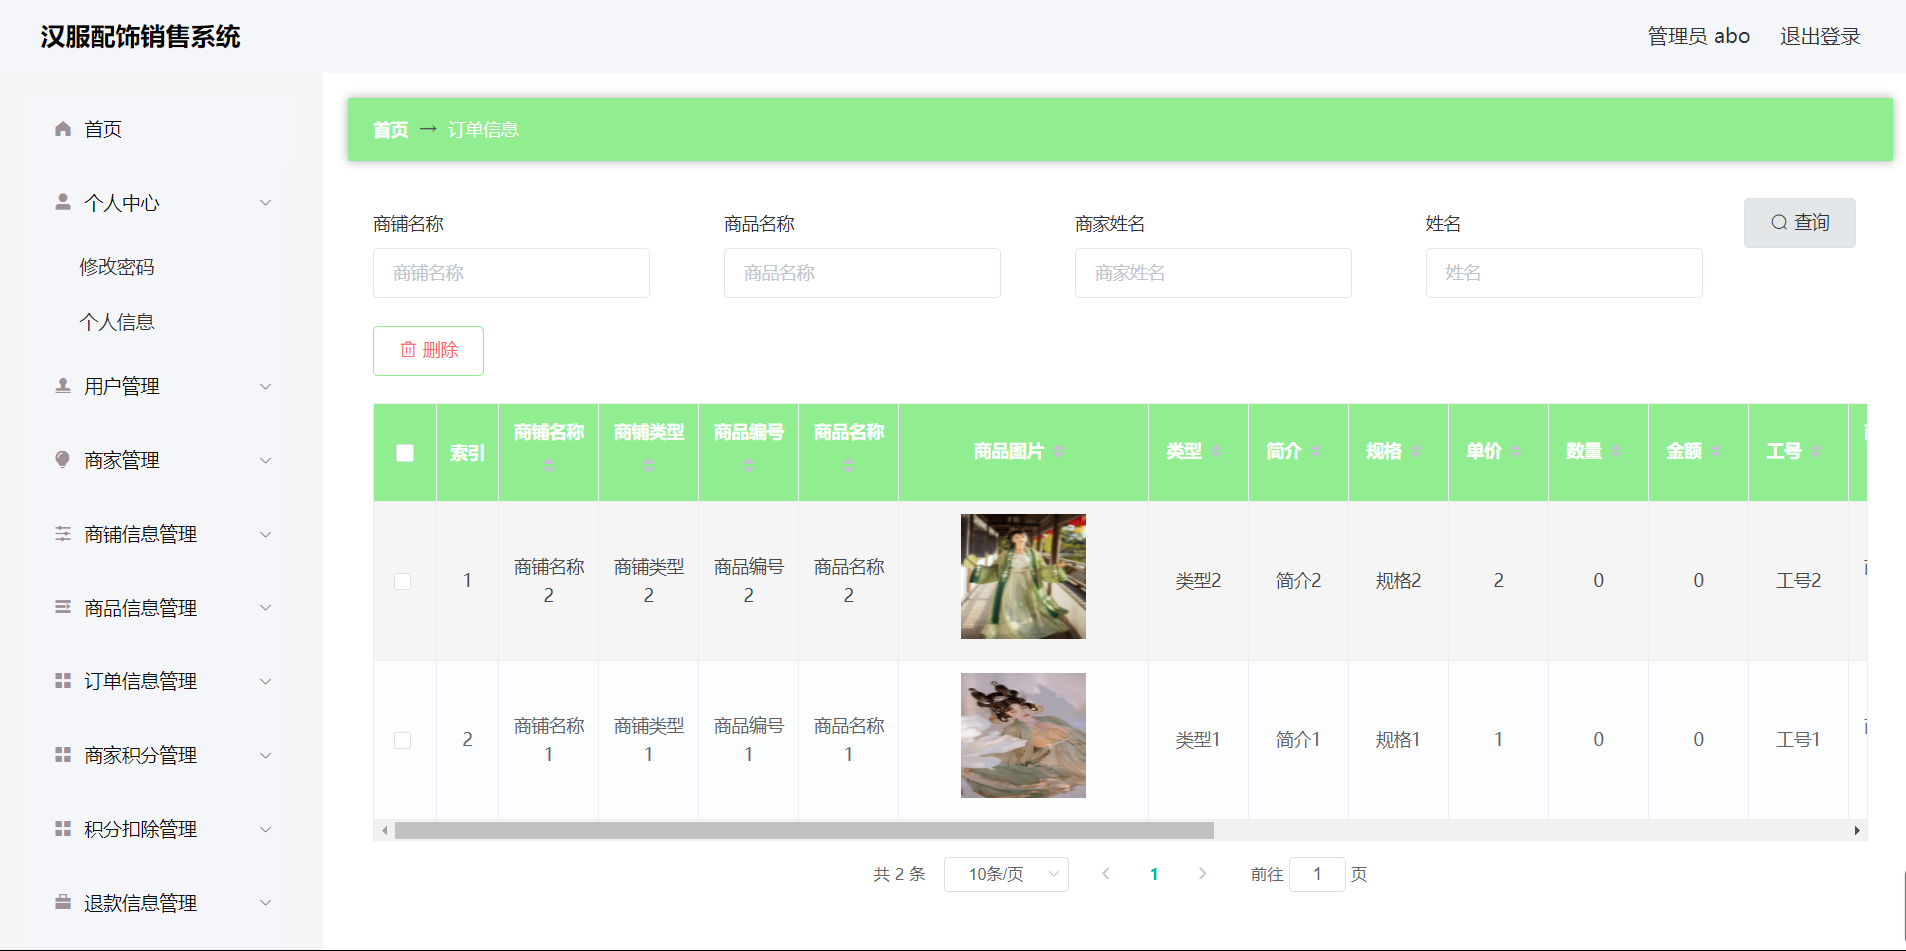 汉服配饰销售系统
管理员 abo 退出登录
首页
个人中心
修改密码
个人信息
用户管理
商家管理
商铺信息管理
商品信息管理
订单信息管理
商家积分管理
积分扣除管理
退款信息管理
首页 → 订单信息
商铺名称 商品名称 商家姓名 姓名
商铺名称 商品名称 商家姓名 姓名
查询
删除
索引 商铺名称 商铺类型 商品编号 商品名称 商品图片 类型 简介 规格 单价 数量 金额 工号
1 商铺名称2 商铺类型2 商品编号2 商品名称2 类型2 简介2 规格2 2 0 0 工号2
2 商铺名称1 商铺类型1 商品编号1 商品名称1 类型1 简介1 规格1 1 0 0 工号1
共 2 条 10条/页 1 前往 1 页